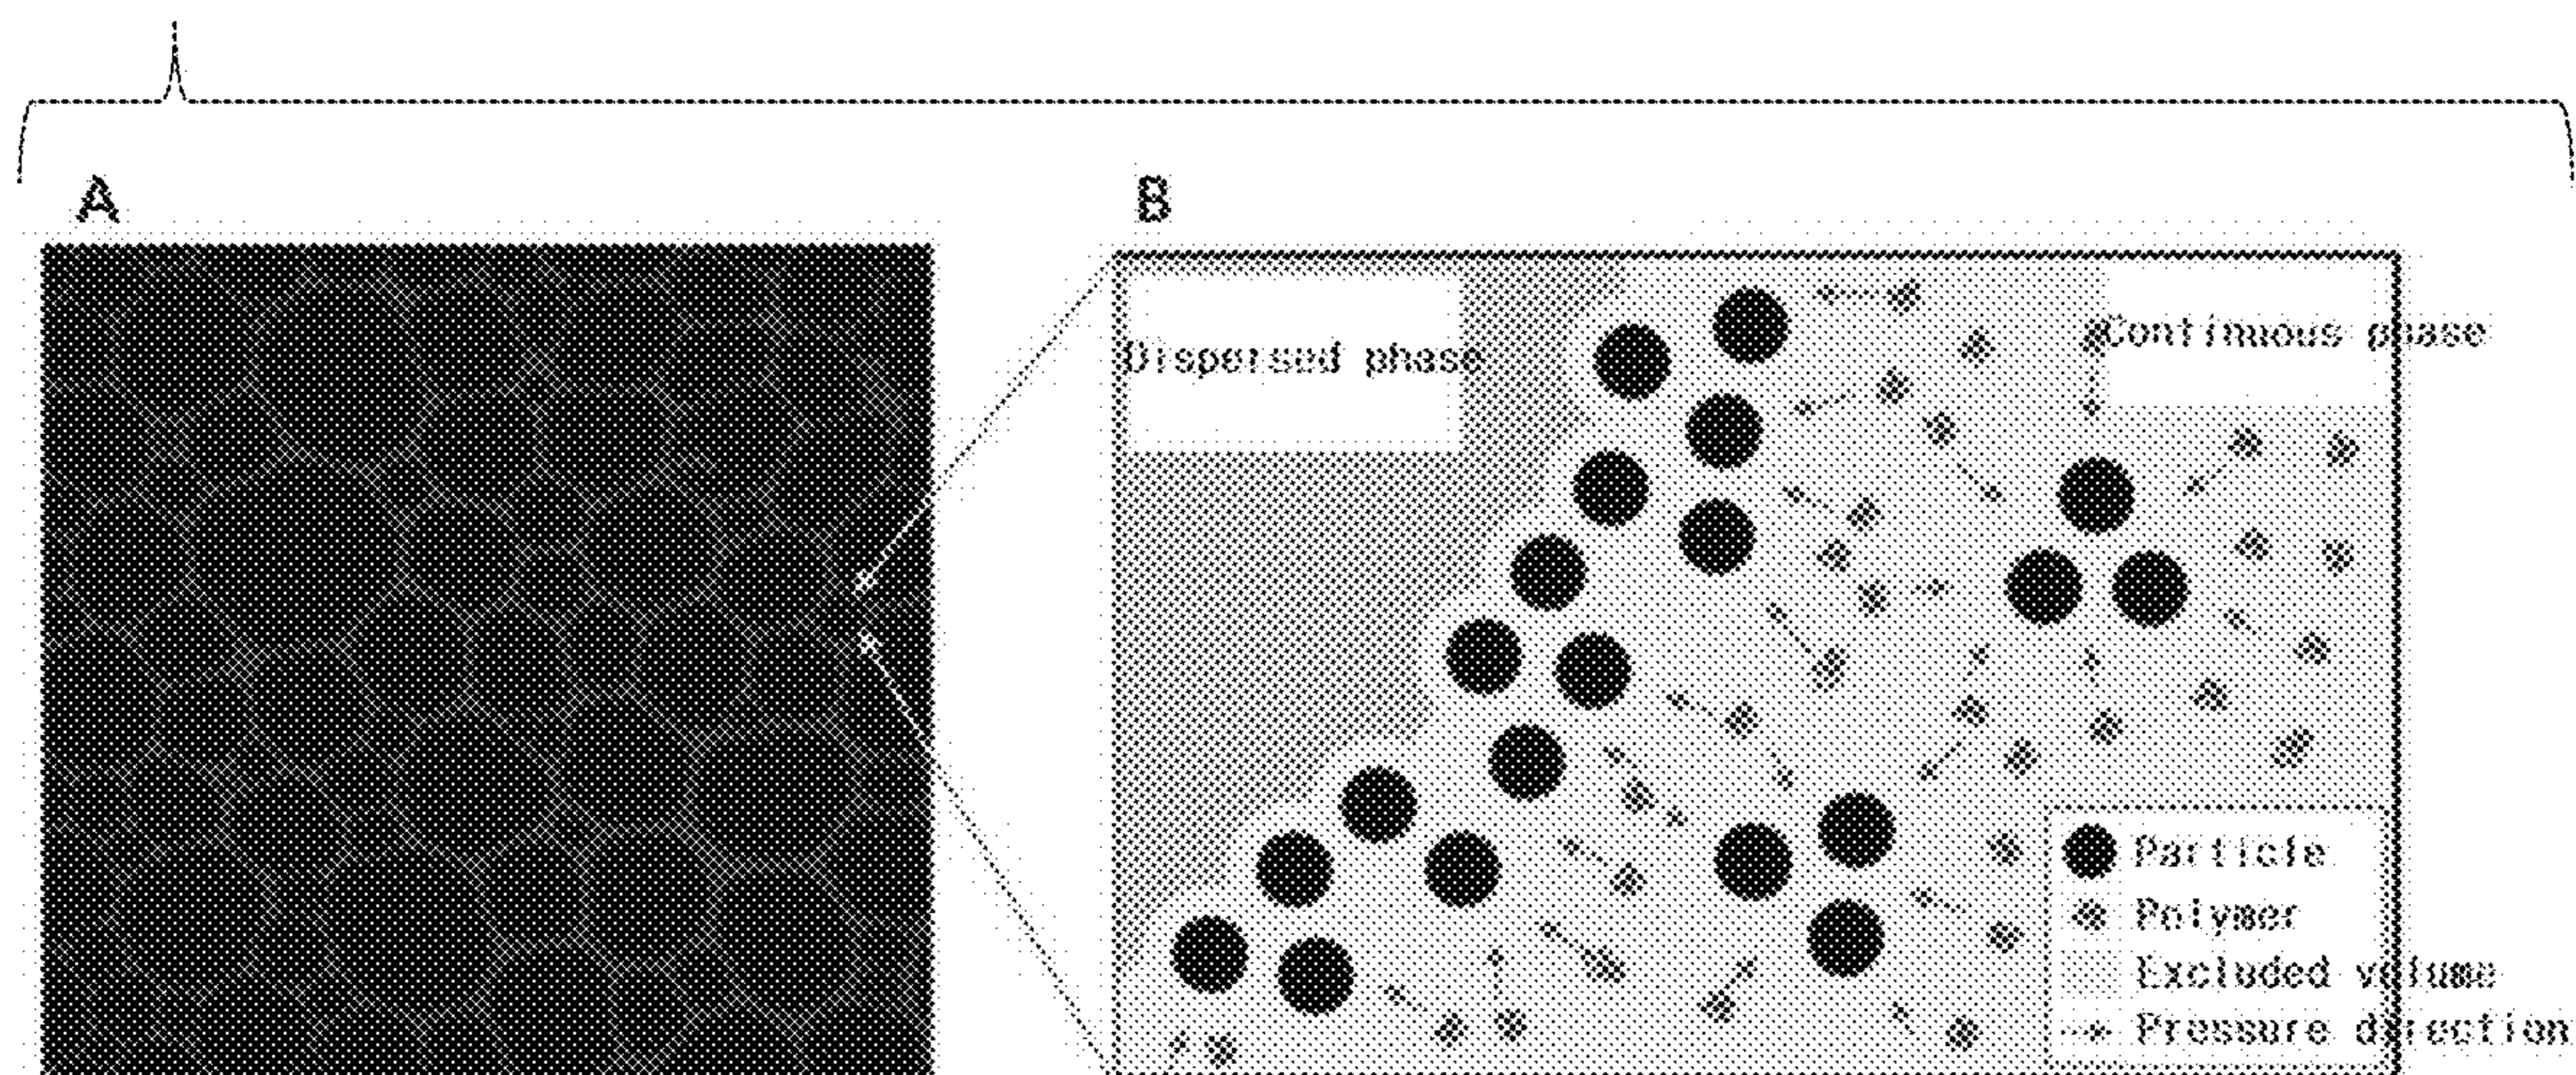 A
B
Dispersed phase
Continuous phase
Particle
Polymer
Excluded volume
Pressure direction